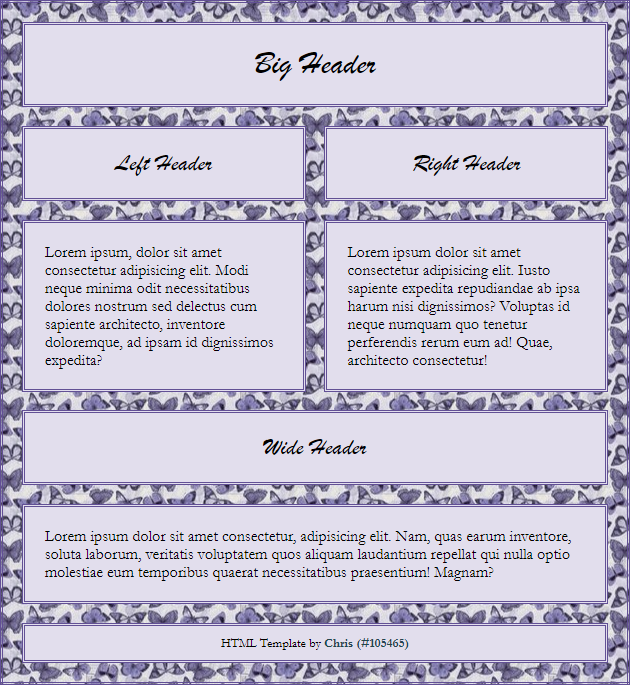 Big Header
Left Header
Right Header
Lorem ipsum, dolor sit amet
consectetur adipisicing elit. Modi
neque minima odit necessitatibus
dolores nostrum sed delectus cum
sapiente architecto, inventore
doloremque, ad ipsam id dignissimos
expedita?
Lorem ipsum dolor sit amet
consectetur adipisicing elit. Iusto
sapiente expedita repudiandae ab ipsa
harum nisi dignissimos? Voluptas id
neque numquam quo tenetur
perferendis rerum eum ad! Quae,
architecto consectetur!
Wide Header
Lorem ipsum dolor sit amet consectetur, adipisicing elit. Nam, quas earum inventore,
soluta laborum, veritatis voluptatem quos aliquam laudantium repellat qui nulla optio
molestiae eum temporibus quaerat necessitatibus praesentium! Magnam?
HTML Template by Chris (#105465)